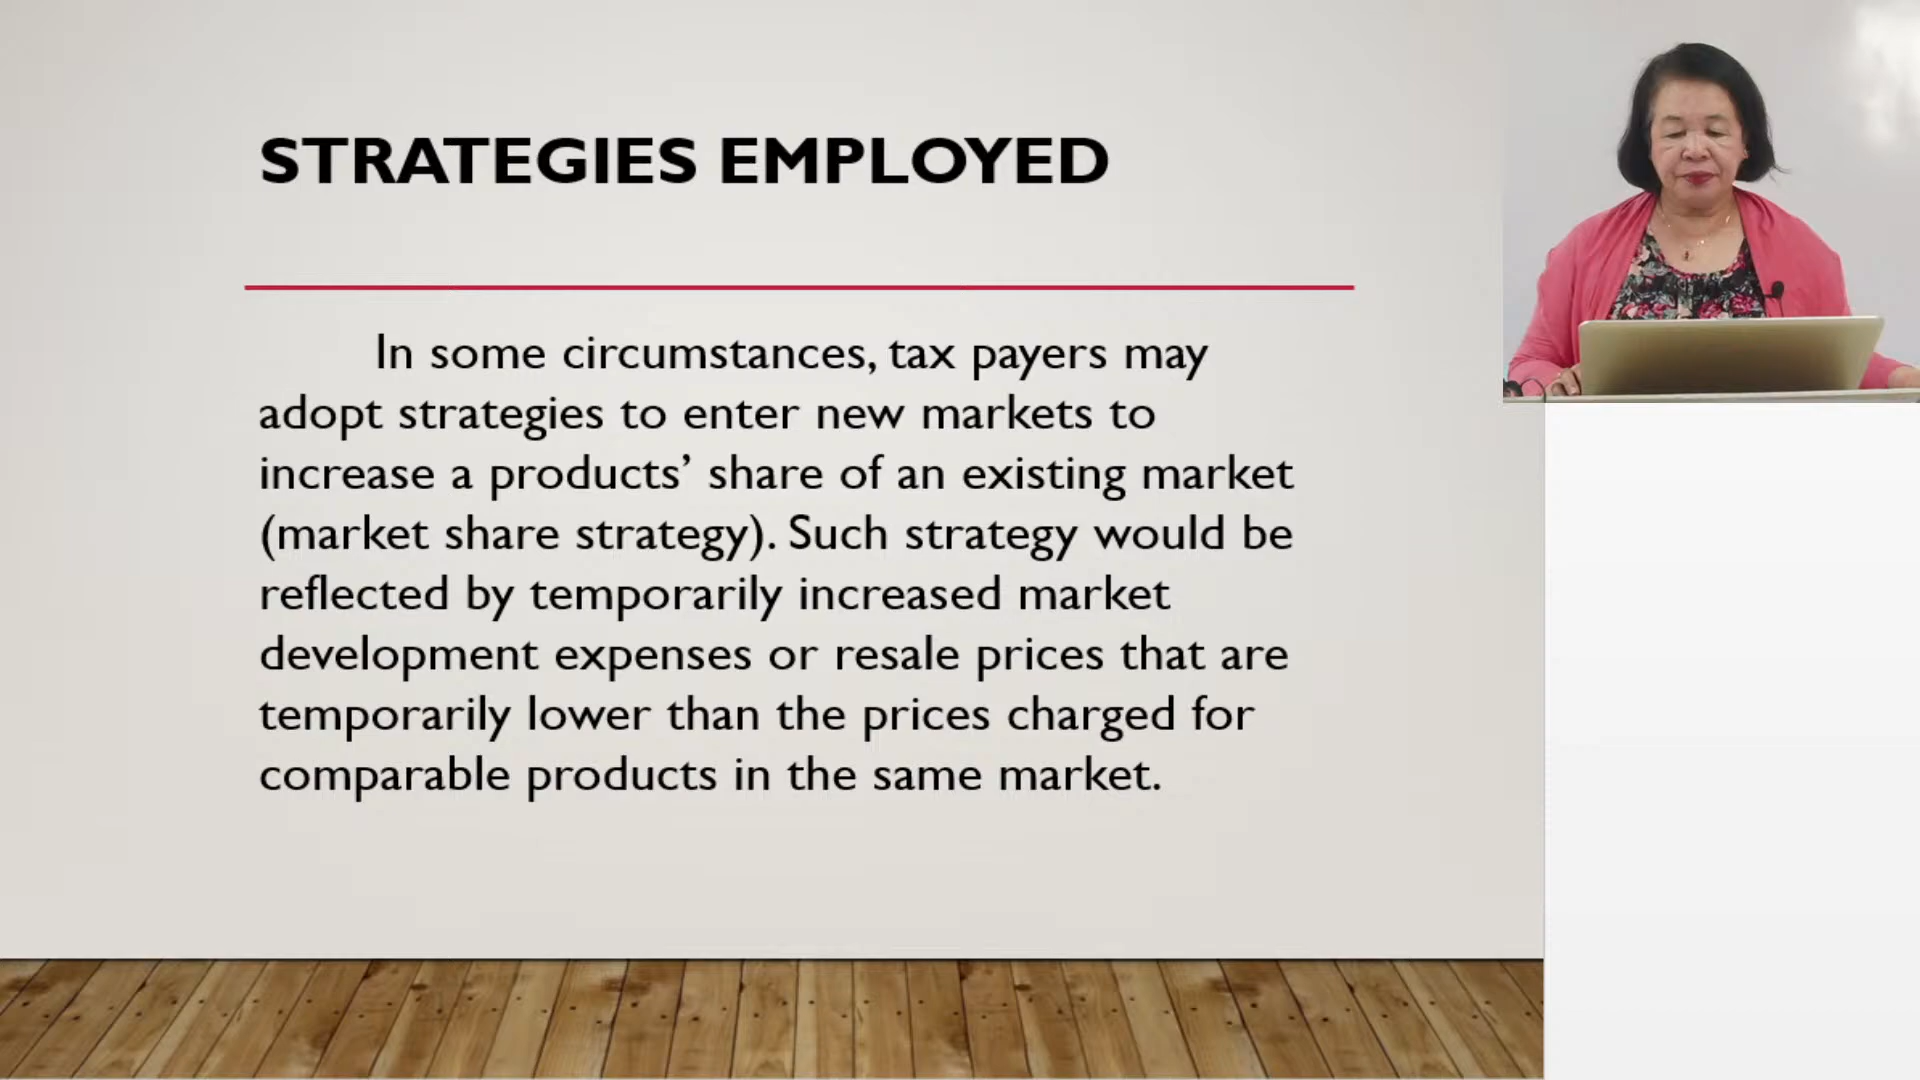 STRATEGIES EMPLOYED
In some circumstances, tax payers may
adopt strategies to enter new markets to
increase a products’ share of an existing market
(market share strategy). Such strategy would be
reflected by temporarily increased market
development expenses or resale prices that are
temporarily lower than the prices charged for
comparable products in the same market.